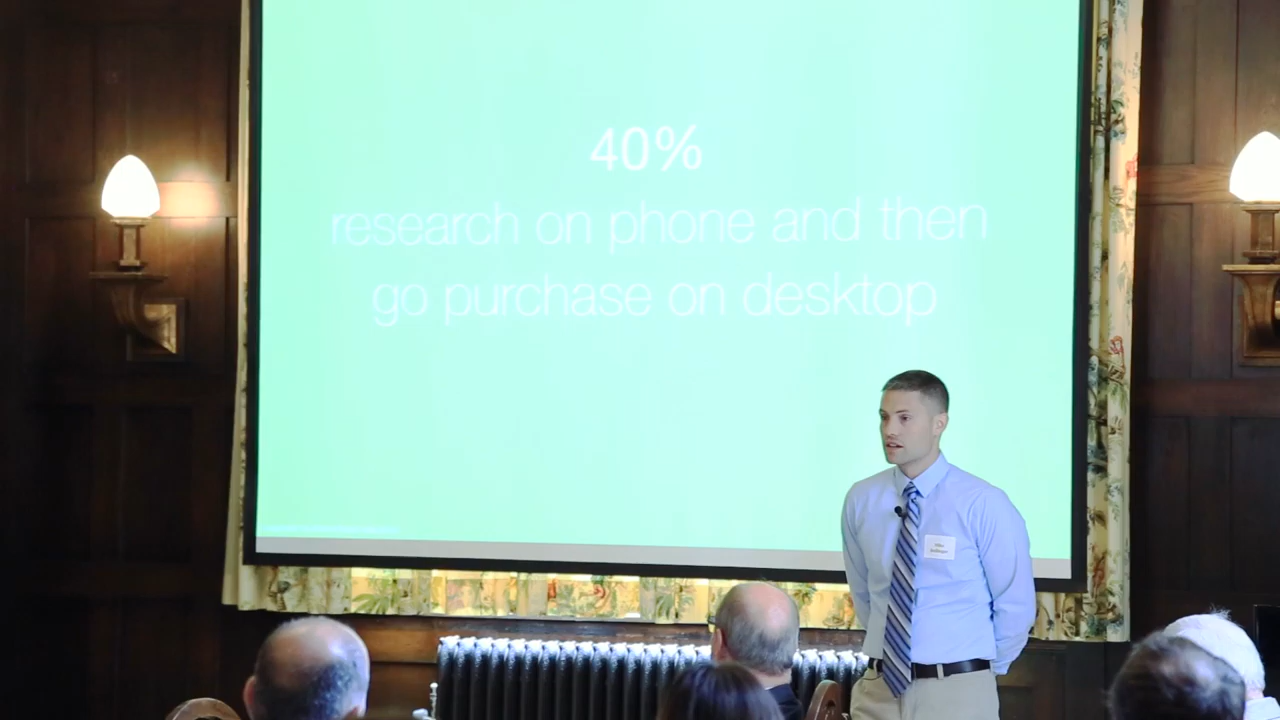 40%
research on phone and then
go purchase on desktop